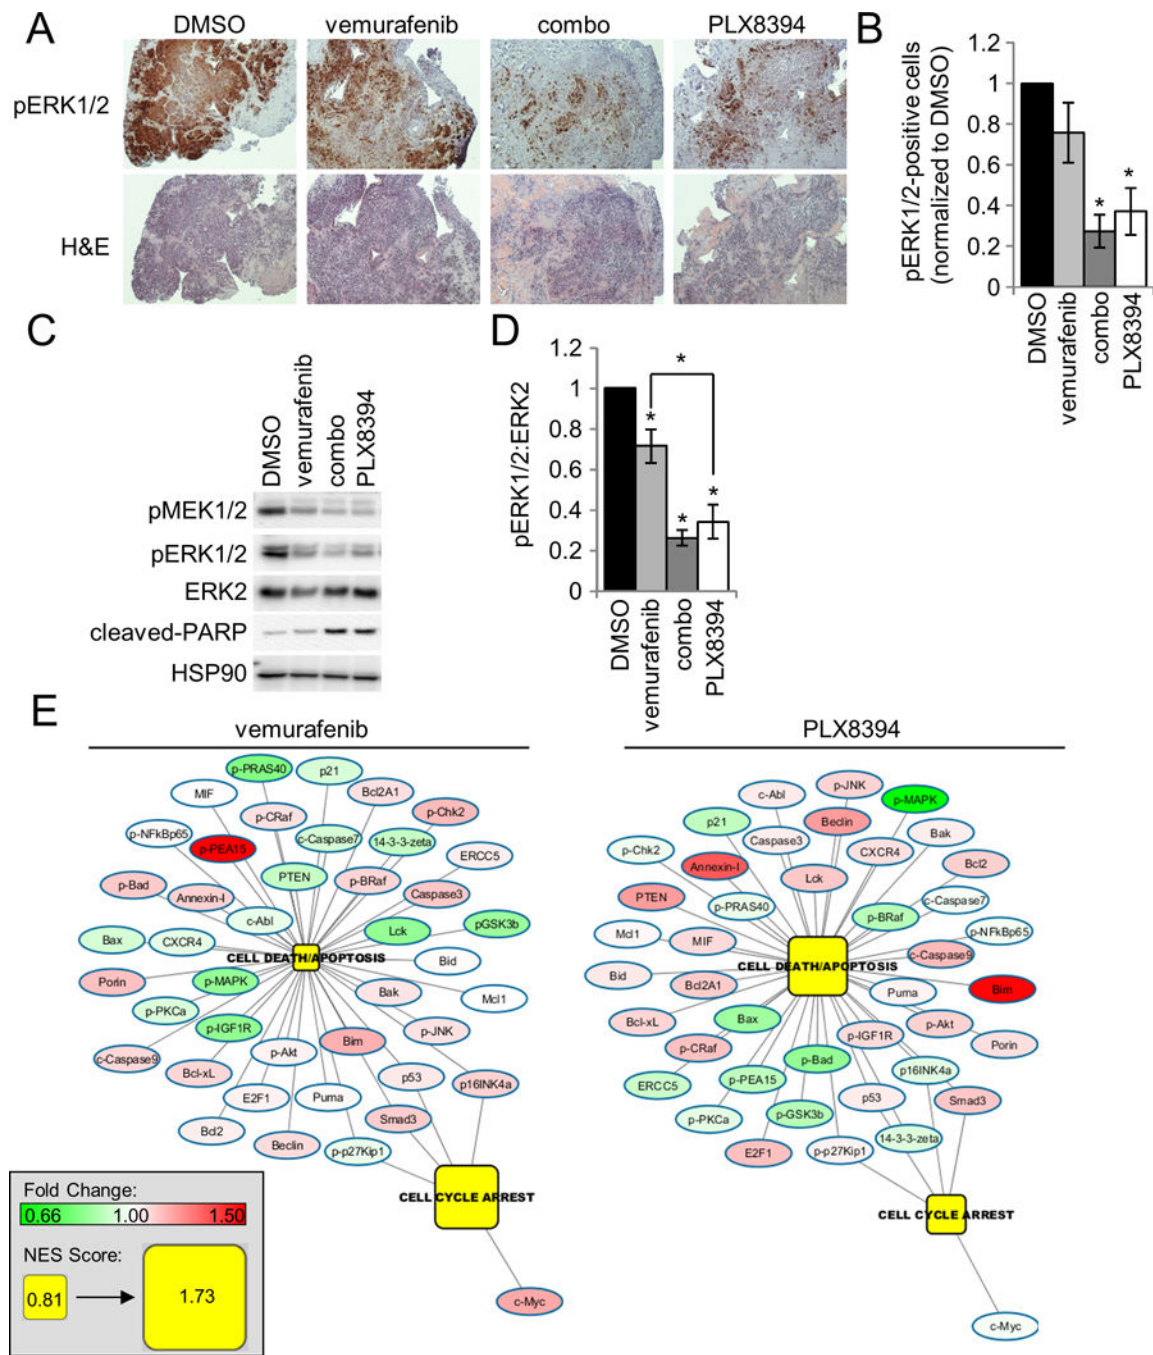 A
DMSO
vemurafenib
combo
PLX8394
pERK1/2
H&E
B
pERK1/2-positive cells
(normalized to DMSO)
1.2
1
0.8
0.6
0.4
0.2
0
*
*
DMSO
vemurafenib
combo
PLX8394
C
DMSO
vemurafenib
combo
PLX8394
pMEK1/2
pERK1/2
ERK2
cleaved-PARP
HSP90
D
pERK1/2:ERK2
1.2
1
0.8
0.6
0.4
0.2
0
*
*
*
*
DMSO
vemurafenib
combo
PLX8394
E
vemurafenib
p-PRAS40
p21
MIF
Bcl2A1
p-CRaf
p-Chk2
p-NFkBp65
c-Caspase7
14-3-3-zeta
p-PEA15
ERCC5
PTEN
p-BRaf
p-Bad
Annexin-I
Caspase3
c-Abl
Lck
pGSK3b
Bax
CXCR4
CELL DEATH/APOPTOSIS
Bid
Porin
p-MAPK
Bak
Mcl1
p-PKCa
p-IGF1R
p-JNK
c-Caspase9
p-Akt
Bim
Bcl-xL
p53
p16INK4a
E2F1
Puma
Smad3
Bcl2
Beclin
p-p27Kip1
CELL CYCLE ARREST
c-Myc
PLX8394
c-Abl
p-JNK
p-MAPK
p21
Beclin
Caspase3
Bak
p-Chk2
CXCR4
Annexin-I
Bcl2
Lck
PTEN
p-PRAS40
c-Caspase7
p-BRaf
Mcl1
MIF
p-NFkBp65
c-Caspase9
CELL DEATH/APOPTOSIS
Bid
Bcl2A1
Puma
Bim
Bcl-xL
Bax
p-Akt
p-CRaf
p-IGF1R
Porin
p-Bad
p16INK4a
ERCC5
p-PEA15
p53
Smad3
p-PKCa
p-GSK3b
14-3-3-zeta
E2F1
p-p27Kip1
CELL CYCLE ARREST
c-Myc
Fold Change:
0.66
1.00
1.50
NES Score:
0.81
1.73